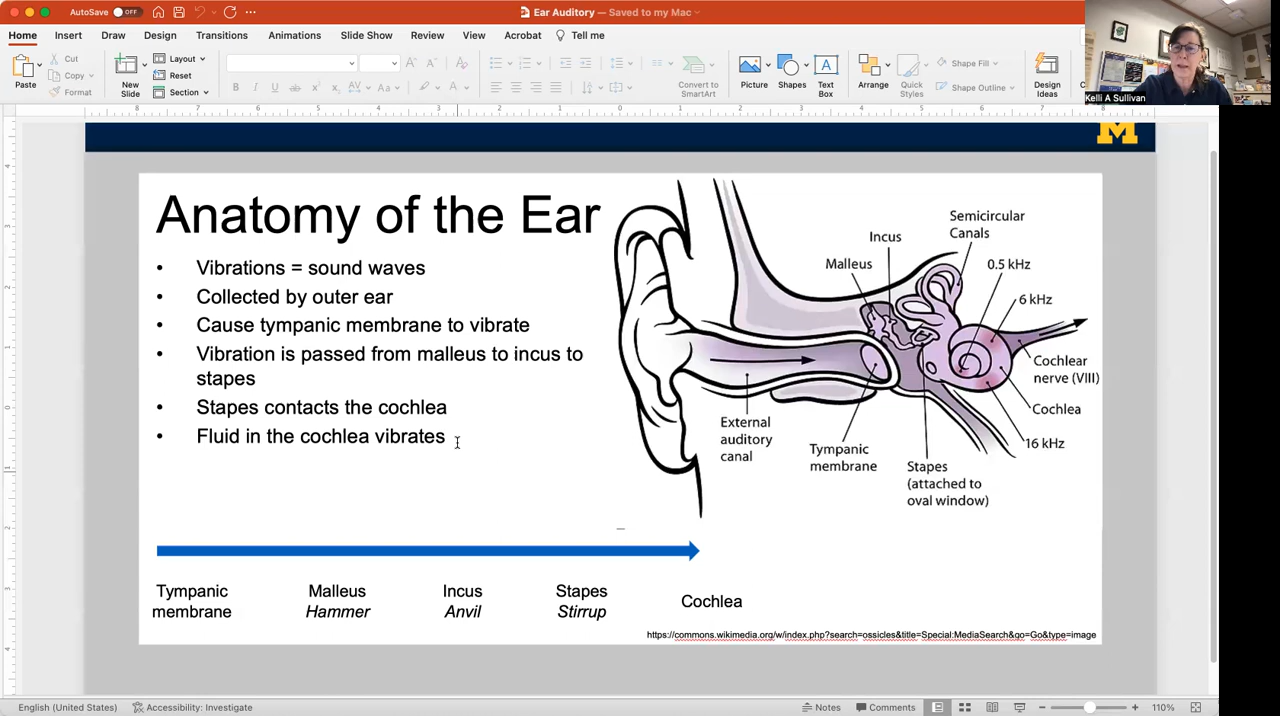 AutoSave OFF
Ear Auditory — Saved to my Mac
Home Insert Draw Design Transitions Animations Slide Show Review View Acrobat Tell me
Paste
Cut
Copy
Format
New Slide
Layout
Reset
Section
Convert to SmartArt
Picture
Shapes
Text Box
Arrange
Quick Styles
Shape Fill
Shape Outline
Design Ideas
Kelli A Sullivan
M
Anatomy of the Ear
• Vibrations = sound waves
• Collected by outer ear
• Cause tympanic membrane to vibrate
• Vibration is passed from malleus to incus to
stapes
• Stapes contacts the cochlea
• Fluid in the cochlea vibrates
Semicircular
Canals
Incus
Malleus
0.5 kHz
6 kHz
Cochlear
nerve (VIII)
Cochlea
16 kHz
External
auditory
canal
Tympanic
membrane
Stapes
(attached to
oval window)
Tympanic
membrane
Malleus
Hammer
Incus
Anvil
Stapes
Stirrup
Cochlea
https://commons.wikimedia.org/w/index.php?search=ossicles&title=Special:MediaSearch&go=Go&type=image
English (United States) Accessibility: Investigate Notes Comments 110%